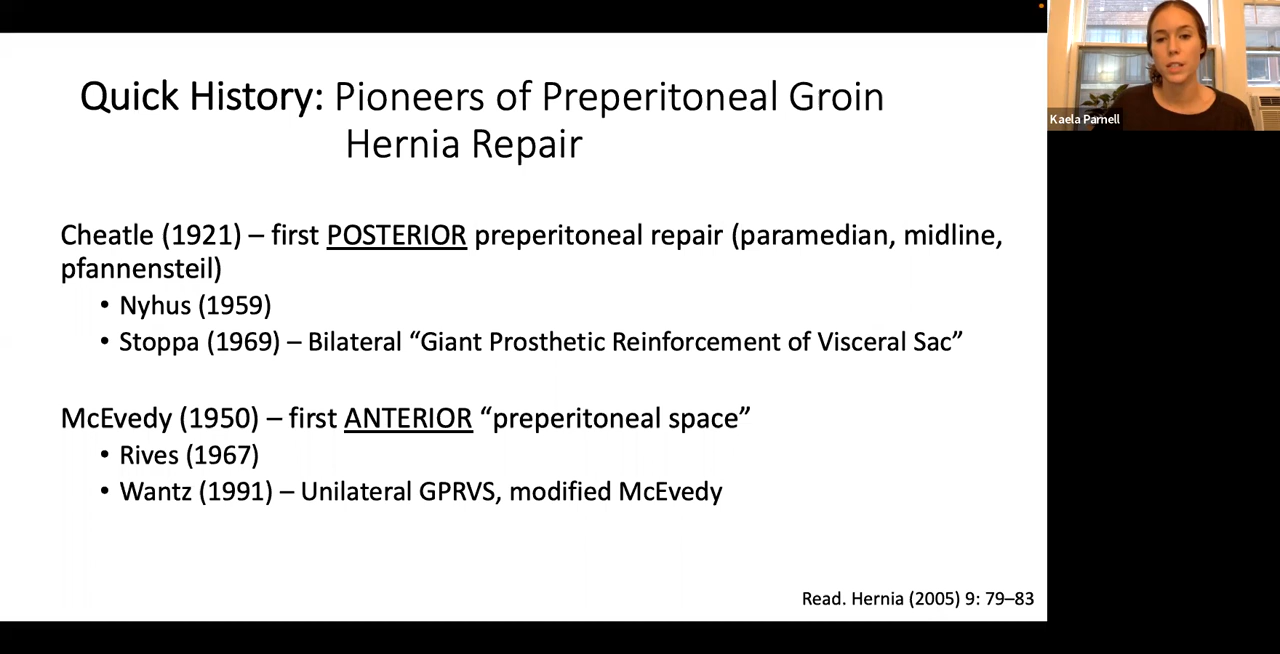 Quick History: Pioneers of Preperitoneal Groin
Hernia Repair
Kaela Parnell
Cheatle (1921) – first POSTERIOR preperitoneal repair (paramedian, midline,
pfannensteil)
• Nyhus (1959)
• Stoppa (1969) – Bilateral “Giant Prosthetic Reinforcement of Visceral Sac”
McEvedy (1950) – first ANTERIOR “preperitoneal space”
• Rives (1967)
• Wantz (1991) – Unilateral GPRVS, modified McEvedy
Read. Hernia (2005) 9: 79–83